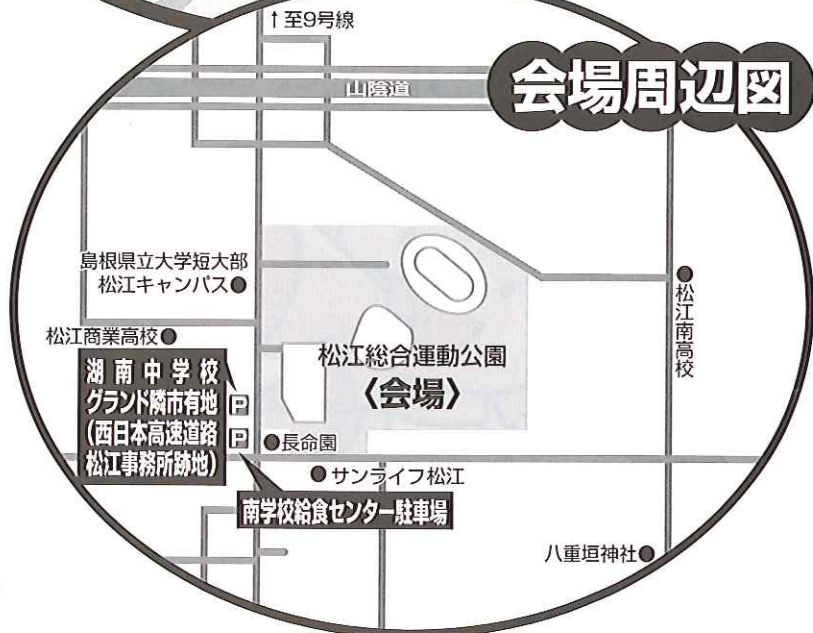 ↑至9号線
会場周辺図
山陰道
島根県立大学短大部
松江キャンパス
松江南高校
松江商業高校
松江総合運動公園
〈会場〉
湖南中学校
グランド隣市有地
(西日本高速道路
松江事務所跡地)
P
P
長命園
サンライフ松江
南学校給食センター駐車場
八重垣神社